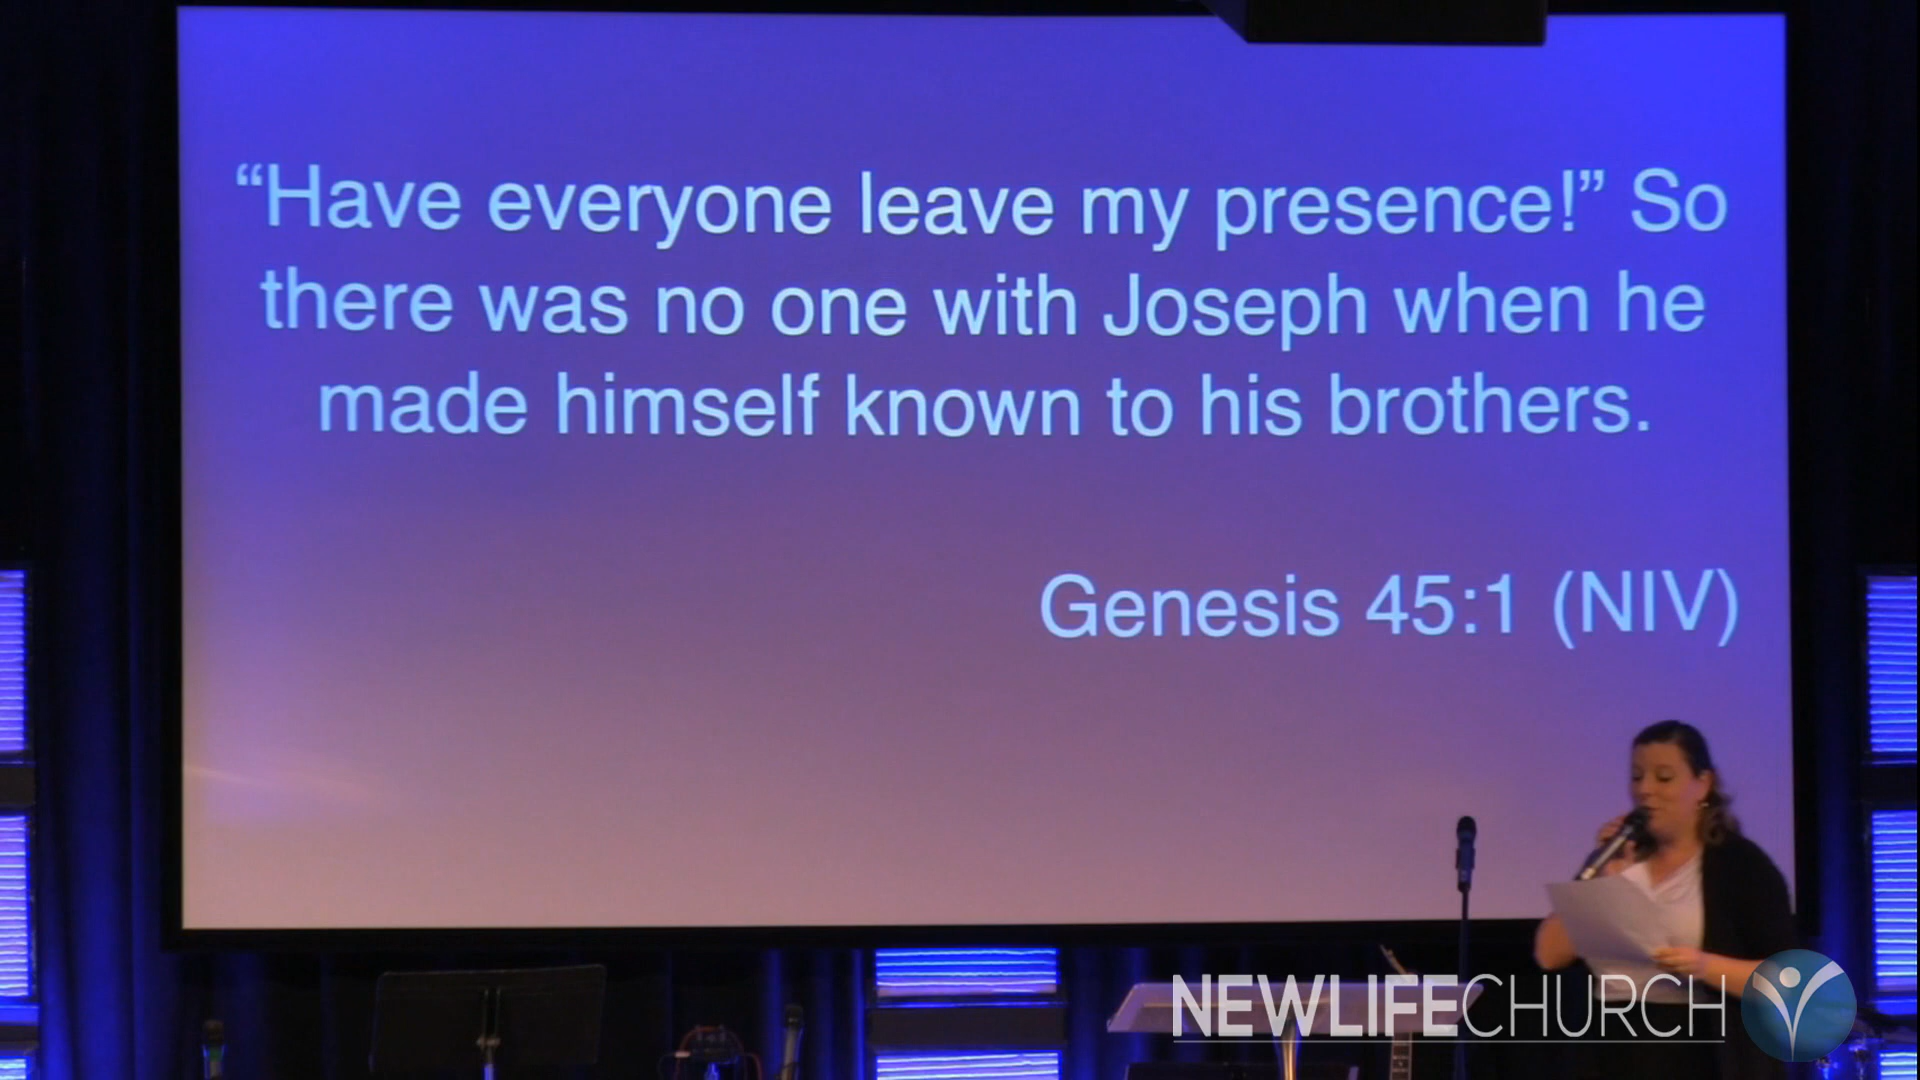 “Have everyone leave my presence!” So
there was no one with Joseph when he
made himself known to his brothers.
Genesis 45:1 (NIV)
NEWLIFECHURCH